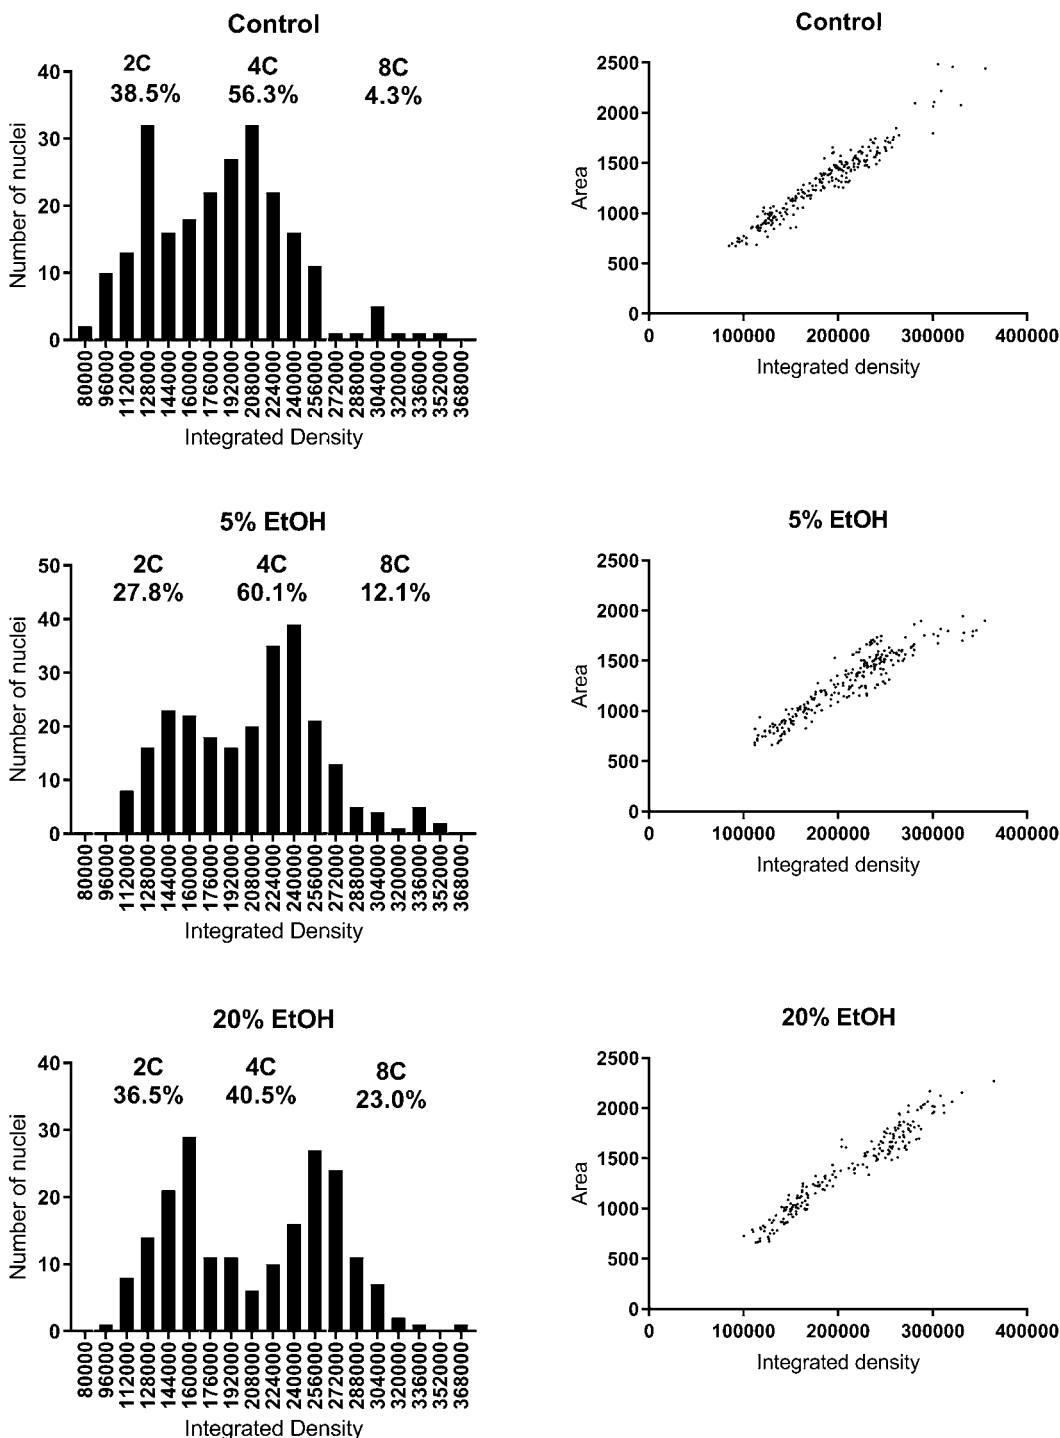 Control
2C 4C 8C
38.5% 56.3% 4.3%
Number of nuclei
40
30
20
10
0
80000 96000 112000 128000 144000 160000 176000 192000 208000 224000 240000 256000 272000 288000 304000 320000 336000 352000 368000
Integrated Density
Control
Area
2500
2000
1500
1000
500
0
0 100000 200000 300000 400000
Integrated density
5% EtOH
2C 4C 8C
27.8% 60.1% 12.1%
Number of nuclei
50
40
30
20
10
0
80000 96000 112000 128000 144000 160000 176000 192000 208000 224000 240000 256000 272000 288000 304000 320000 336000 352000 368000
Integrated Density
5% EtOH
Area
2500
2000
1500
1000
500
0
0 100000 200000 300000 400000
Integrated density
20% EtOH
2C 4C 8C
36.5% 40.5% 23.0%
Number of nuclei
40
30
20
10
0
80000 96000 112000 128000 144000 160000 176000 192000 208000 224000 240000 256000 272000 288000 304000 320000 336000 352000 368000
Integrated Density
20% EtOH
Area
2500
2000
1500
1000
500
0
0 100000 200000 300000 400000
Integrated density